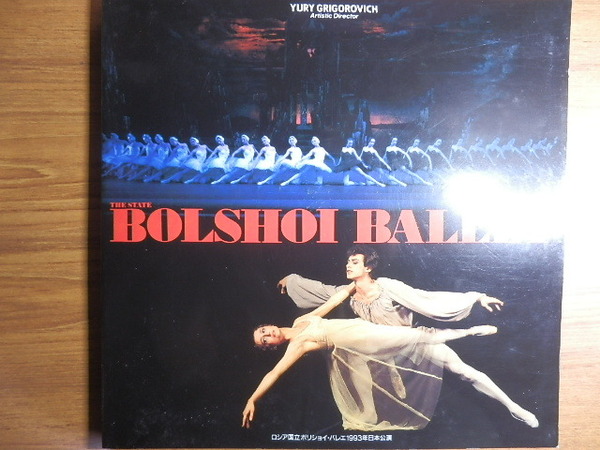 YURY GRIGOROVICH
Artistic Director
THE STATE
BOLSHOI BALL
ロシア国立ボリショイ・バレエ1993年日本公演